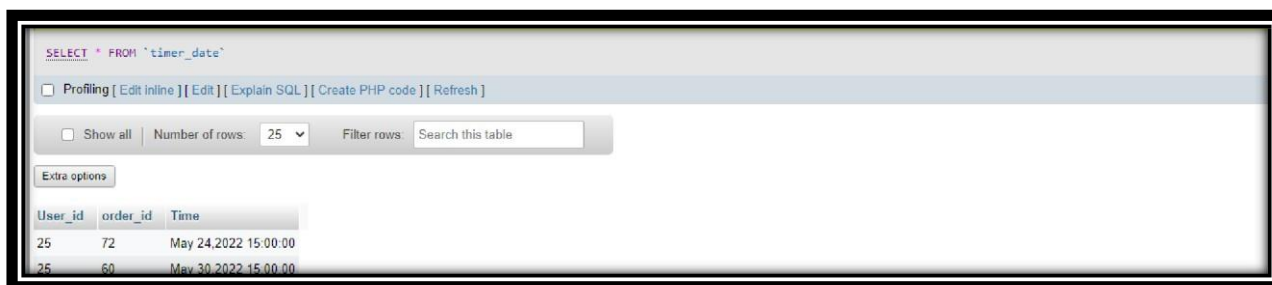 SELECT * FROM `timer_date`
Profiling [ Edit inline ] [ Edit ] [ Explain SQL ] [ Create PHP code ] [ Refresh ]
Show all | Number of rows: 25 Filter rows: Search this table
Extra options
User_id order_id Time
25 72 May 24,2022 15:00:00
25 60 May 30,2022 15:00:00